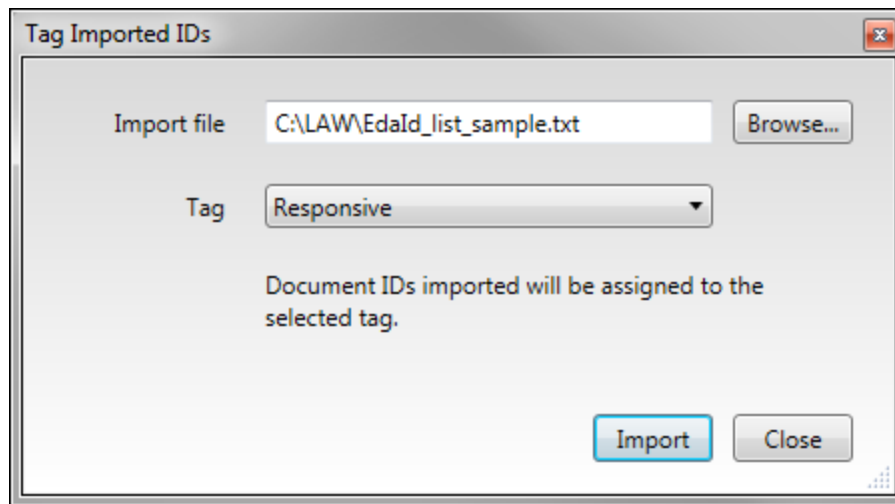 Tag Imported IDs
Import file C:\LAW\EdaId_list_sample.txt Browse...
Tag Responsive
Document IDs imported will be assigned to the
selected tag.
Import Close